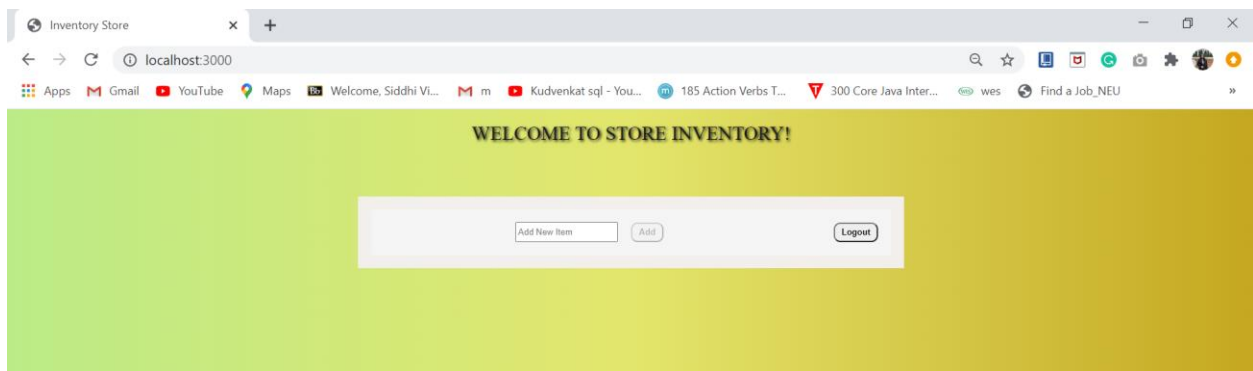 Inventory Store
localhost:3000
Apps Gmail YouTube Maps Welcome, Siddhi Vi... m Kudvenkat sql - You... 185 Action Verbs T... 300 Core Java Inter... wes Find a Job_NEU »
WELCOME TO STORE INVENTORY!
Add New Item Add Logout